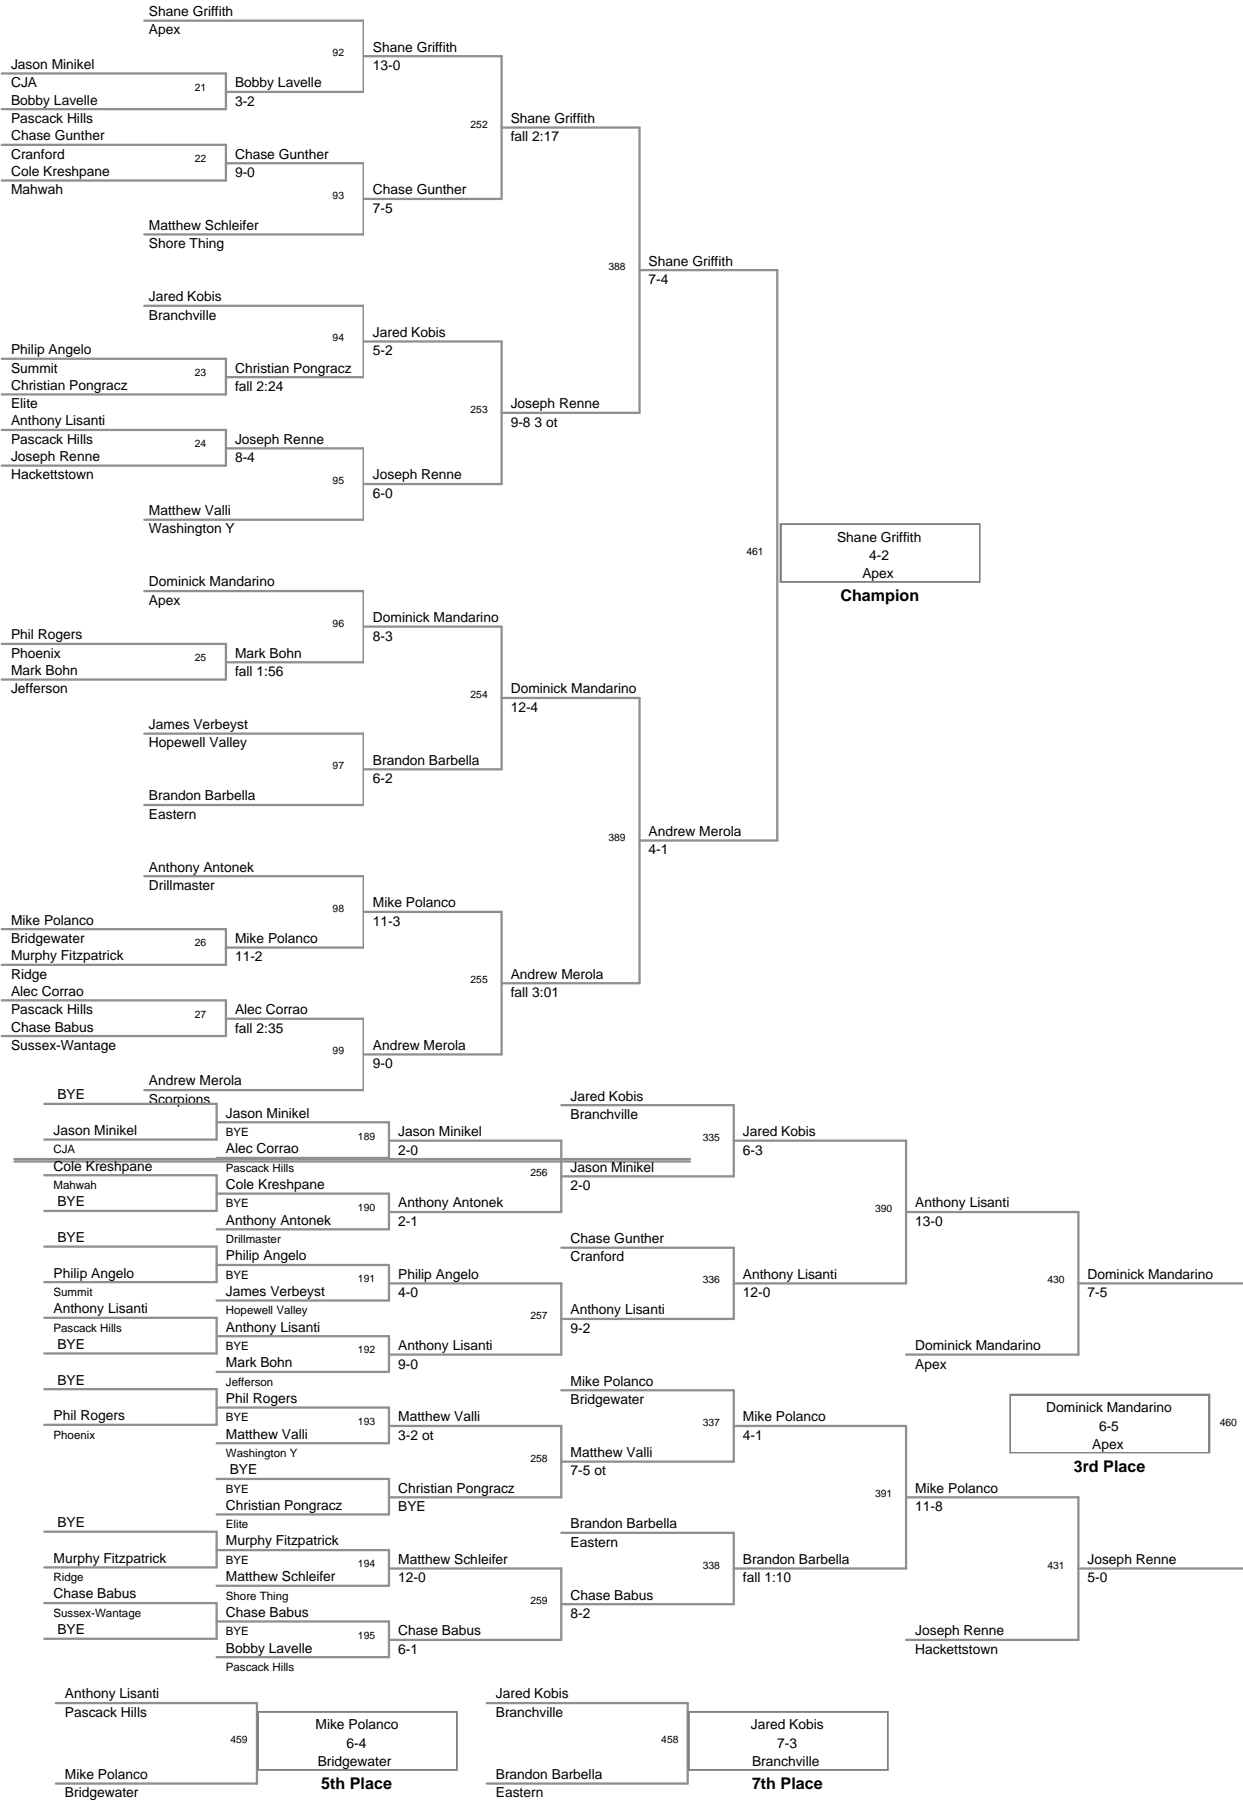 Shane Griffith
Apex
92
Shane Griffith
13-0
Jason Minikel
CJA
21
Bobby Lavelle
Bobby Lavelle
3-2
Pascack Hills
252
Shane Griffith
fall 2:17
Chase Gunther
Cranford
22
Chase Gunther
Cole Kreshpane
9-0
Mahwah
93
Chase Gunther
7-5
Matthew Schleifer
Shore Thing
388
Shane Griffith
7-4
Jared Kobis
Branchville
94
Jared Kobis
5-2
Philip Angelo
Summit
23
Christian Pongracz
Christian Pongracz
fall 2:24
Elite
253
Joseph Renne
9-8 3 ot
Anthony Lisanti
Pascack Hills
24
Joseph Renne
Joseph Renne
8-4
Hackettstown
95
Joseph Renne
6-0
Matthew Valli
Washington Y
461
Shane Griffith
4-2
Apex
Champion
Dominick Mandarino
Apex
96
Dominick Mandarino
8-3
Phil Rogers
Phoenix
25
Mark Bohn
Mark Bohn
fall 1:56
Jefferson
254
Dominick Mandarino
12-4
James Verbeyst
Hopewell Valley
97
Brandon Barbella
6-2
Brandon Barbella
Eastern
389
Andrew Merola
4-1
Anthony Antonek
Drillmaster
98
Mike Polanco
11-3
Mike Polanco
Bridgewater
26
Mike Polanco
Murphy Fitzpatrick
11-2
Ridge
255
Andrew Merola
fall 3:01
Alec Corrao
Pascack Hills
27
Alec Corrao
Chase Babus
fall 2:35
Sussex-Wantage
99
Andrew Merola
9-0
Andrew Merola
Scorpions
BYE
Jason Minikel
CJA
Jason Minikel
BYE
189
Alec Corrao
Pascack Hills
Jason Minikel
2-0
Cole Kreshpane
Mahwah
BYE
Cole Kreshpane
BYE
190
Anthony Antonek
Drillmaster
Anthony Antonek
2-1
256
Jason Minikel
2-0
Jared Kobis
Branchville
335
Jared Kobis
6-3
BYE
Philip Angelo
Summit
Philip Angelo
BYE
191
James Verbeyst
Hopewell Valley
Philip Angelo
4-0
Anthony Lisanti
Pascack Hills
BYE
Anthony Lisanti
BYE
192
Mark Bohn
Jefferson
Anthony Lisanti
9-0
257
Anthony Lisanti
9-2
Chase Gunther
Cranford
336
Anthony Lisanti
12-0
390
Anthony Lisanti
13-0
430
Dominick Mandarino
7-5
Dominick Mandarino
Apex
BYE
Phil Rogers
Phoenix
Phil Rogers
BYE
193
Matthew Valli
Washington Y
Matthew Valli
3-2 ot
BYE
BYE
Christian Pongracz
Elite
Christian Pongracz
BYE
258
Matthew Valli
7-5 ot
Mike Polanco
Bridgewater
337
Mike Polanco
4-1
Dominick Mandarino
6-5
Apex
460
3rd Place
BYE
Murphy Fitzpatrick
Ridge
Murphy Fitzpatrick
BYE
194
Matthew Schleifer
Shore Thing
Matthew Schleifer
12-0
Chase Babus
Sussex-Wantage
BYE
Chase Babus
BYE
195
Bobby Lavelle
Pascack Hills
Chase Babus
6-1
259
Chase Babus
8-2
Brandon Barbella
Eastern
338
Brandon Barbella
fall 1:10
391
Mike Polanco
11-8
431
Joseph Renne
5-0
Joseph Renne
Hackettstown
Anthony Lisanti
Pascack Hills
459
Mike Polanco
6-4
Bridgewater
5th Place
Mike Polanco
Bridgewater
Jared Kobis
Branchville
458
Jared Kobis
7-3
Branchville
7th Place
Brandon Barbella
Eastern